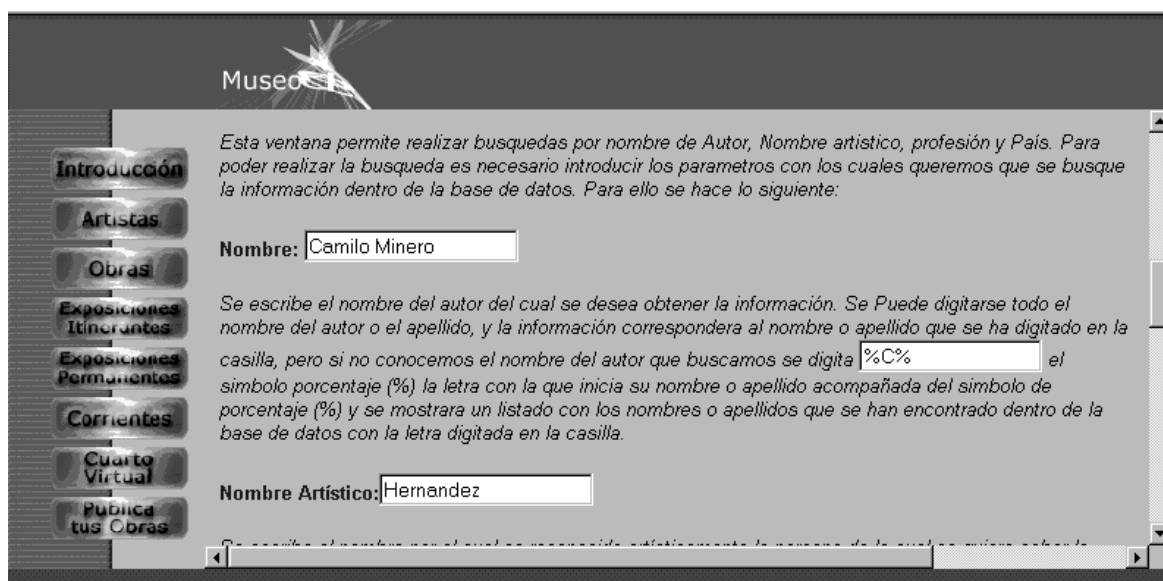 Museo
Introducción
Artistas
Obras
Exposiciones
Itinerantes
Exposiciones
Permanentes
Corrientes
Cuarto
Virtual
Publica
tus Obras
Esta ventana permite realizar busquedas por nombre de Autor, Nombre artistico, profesión y País. Para
poder realizar la busqueda es necesario introducir los parametros con los cuales queremos que se busque
la información dentro de la base de datos. Para ello se hace lo siguiente:
Nombre: Camilo Minero
Se escribe el nombre del autor del cual se desea obtener la información. Se Puede digitarse todo el
nombre del autor o el apellido, y la información correspondera al nombre o apellido que se ha digitado en la
casilla, pero si no conocemos el nombre del autor que buscamos se digita %C% el
simbolo porcentaje (%) la letra con la que inicia su nombre o apellido acompañada del simbolo de
porcentaje (%) y se mostrara un listado con los nombres o apellidos que se han encontrado dentro de la
base de datos con la letra digitada en la casilla.
Nombre Artístico: Hernandez